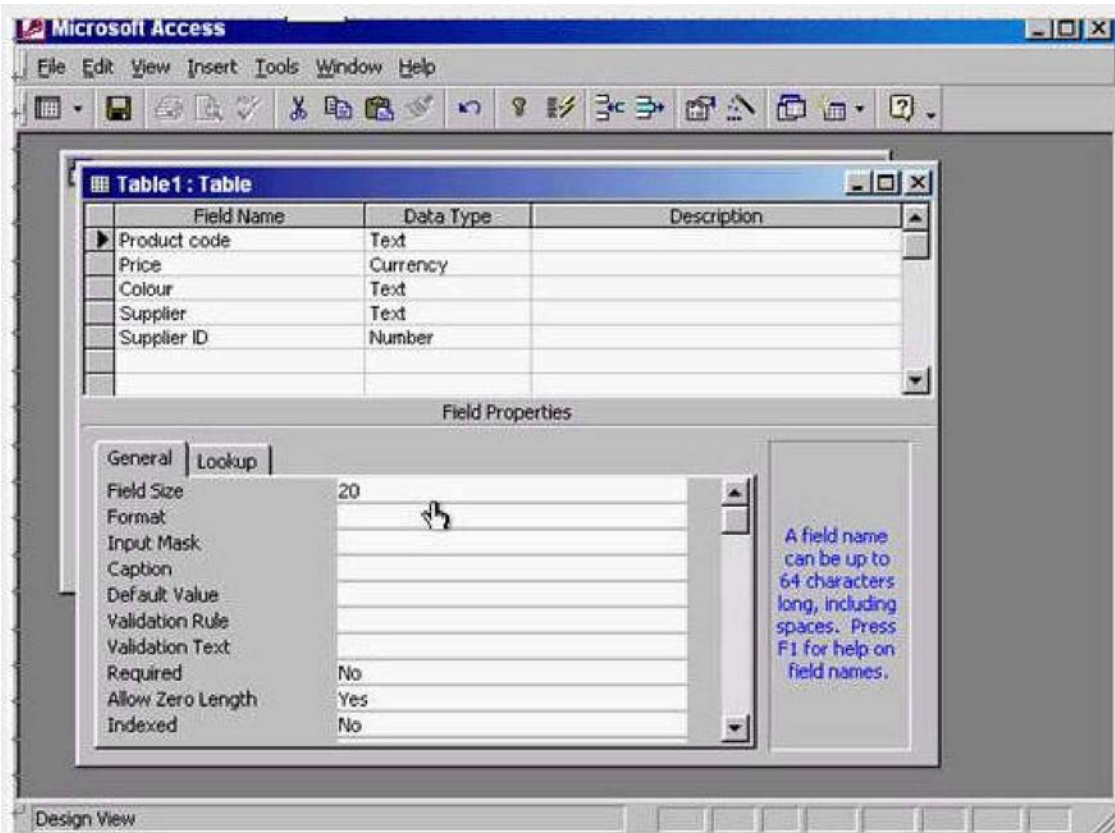 Microsoft Access
File Edit View Insert Tools Window Help
Table1 : Table
Field Name Data Type Description
Product code Text
Price Currency
Colour Text
Supplier Text
Supplier ID Number
Field Properties
General Lookup
Field Size 20
Format
Input Mask
Caption
Default Value
Validation Rule
Validation Text
Required No
Allow Zero Length Yes
Indexed No
A field name
can be up to
64 characters
long, including
spaces. Press
F1 for help on
field names.
Design View